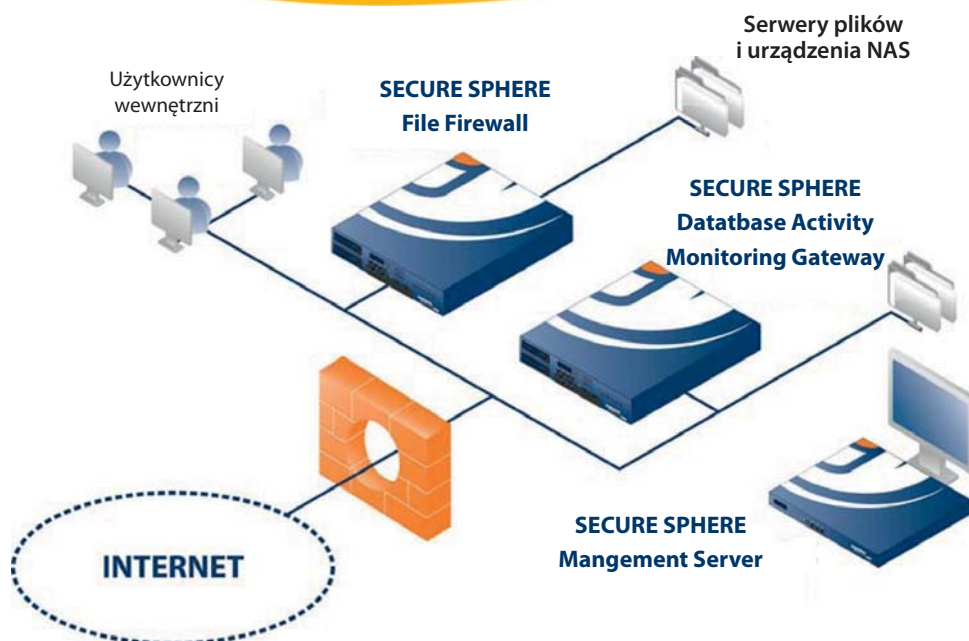 Serwery plików
i urządzenia NAS
Użytkownicy
wewnętrzni
SECURE SPHERE
File Firewall
SECURE SPHERE
Datatbase Activity
Monitoring Gateway
SECURE SPHERE
Mangement Server
INTERNET